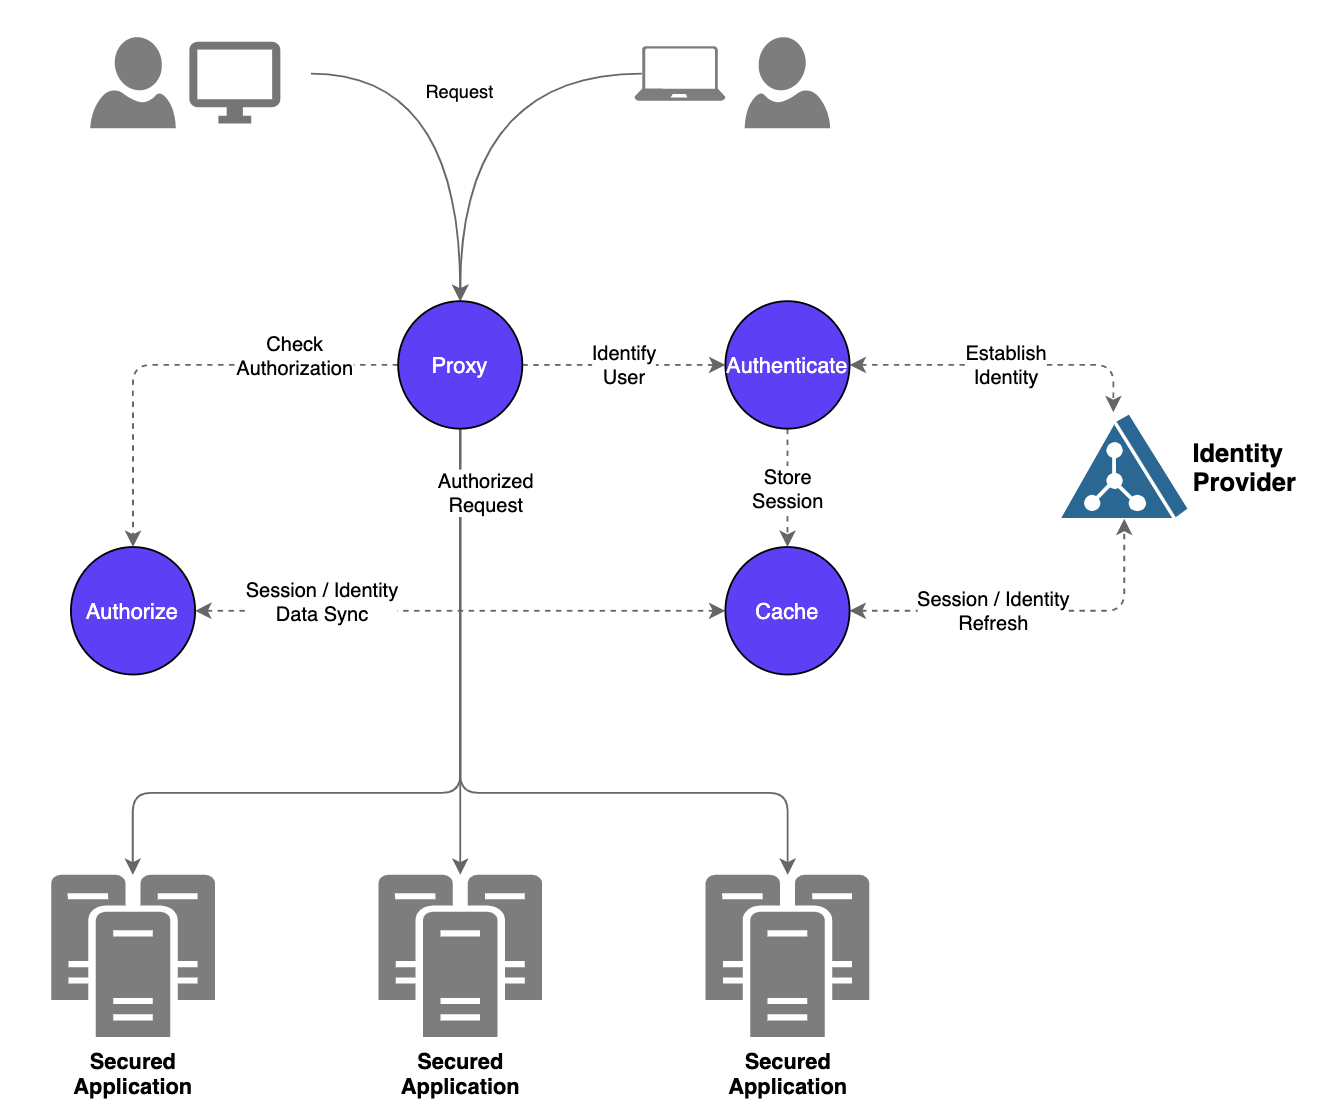 Request
Check
Authorization
Proxy
Identify
User
Authenticate
Establish
Identity
Identity
Provider
Authorized
Request
Store
Session
Authorize
Session / Identity
Data Sync
Cache
Session / Identity
Refresh
Secured
Application
Secured
Application
Secured
Application